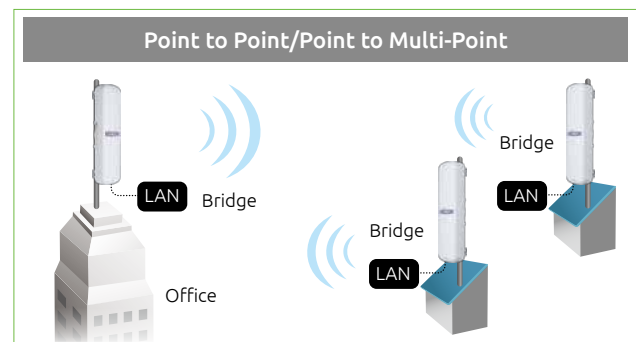 Point to Point/Point to Multi-Point
Bridge
LAN
LAN
Bridge
Bridge
LAN
Office